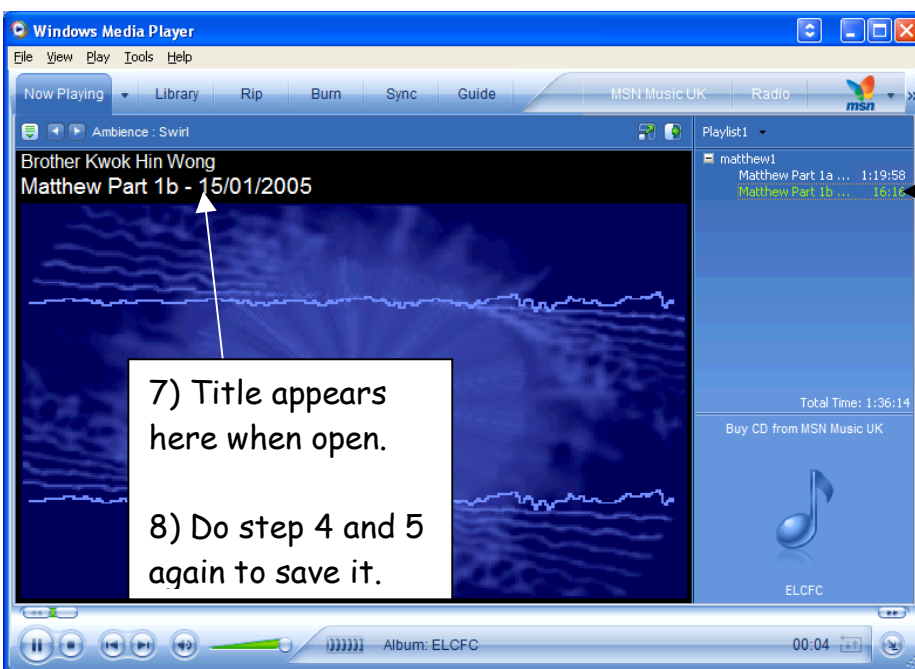 Windows Media Player
File View Play Tools Help
Now Playing Library Rip Burn Sync Guide MSN Music UK Radio msn
Ambience : Swirl
Playlist1
Brother Kwok Hin Wong
Matthew Part 1b - 15/01/2005
matthew1
Matthew Part 1a ... 1:19:58
Matthew Part 1b ... 16:16
7) Title appears
here when open.
8) Do step 4 and 5
again to save it.
Total Time: 1:36:14
Buy CD from MSN Music UK
ELCFC
Album: ELCFC 00:04